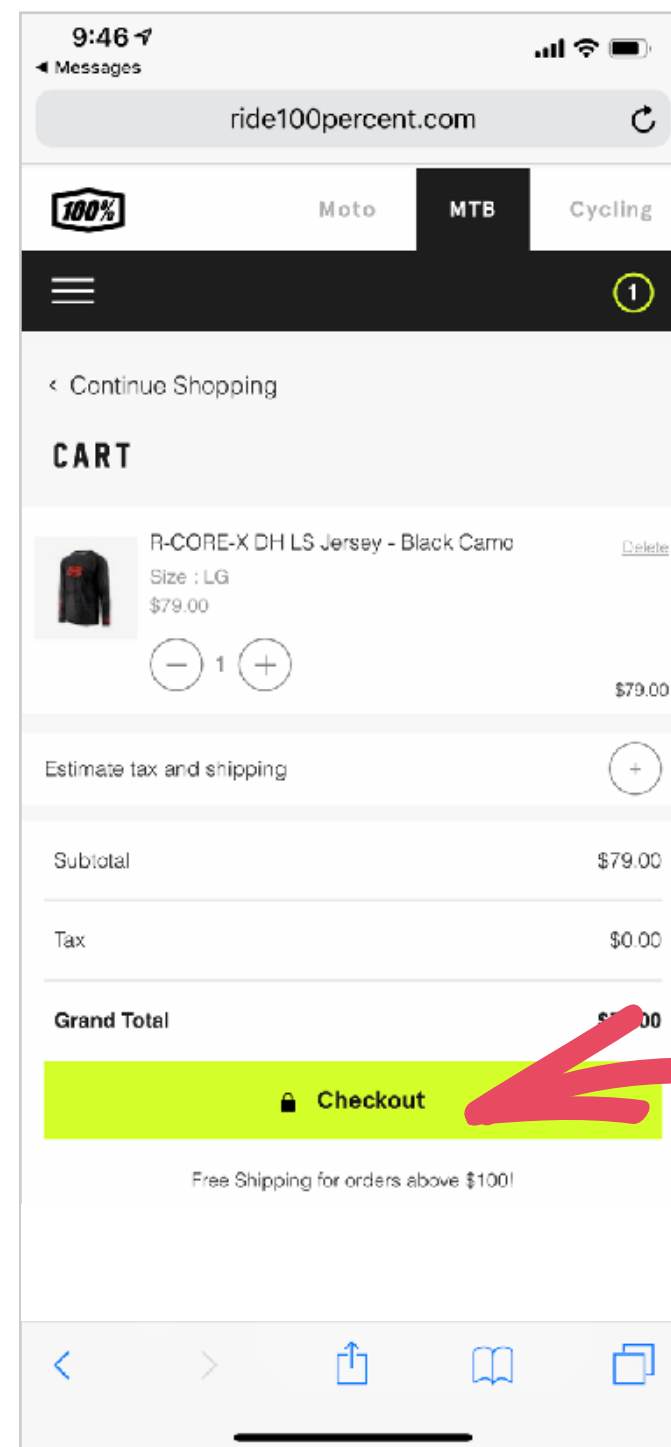 9:46
Messages
ride100percent.com
100%
Moto
MTB
Cycling
1
< Continue Shopping
CART
R-CORE-X DH LS Jersey - Black Camo
Delete
Size : LG
$79.00
1
$79.00
Estimate tax and shipping
Subtotal
$79.00
Tax
$0.00
Grand Total
Checkout
Free Shipping for orders above $100!